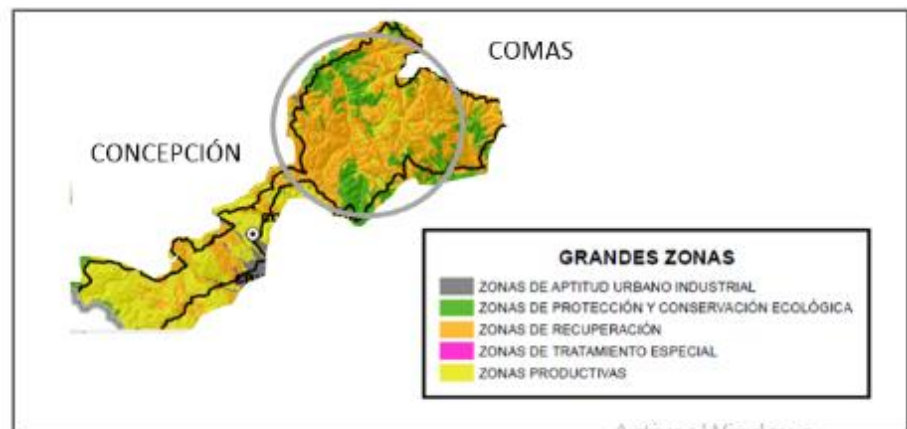 COMAS
CONCEPCIÓN
GRANDES ZONAS
ZONAS DE APTITUD URBANO INDUSTRIAL
ZONAS DE PROTECCIÓN Y CONSERVACIÓN ECOLÓGICA
ZONAS DE RECUPERACIÓN
ZONAS DE TRATAMIENTO ESPECIAL
ZONAS PRODUCTIVAS